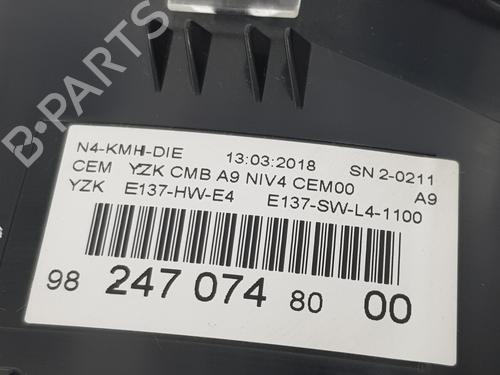 B-PARTS
N4-KMH-DIE 13:03:2018 SN 2-0211
CEM YZK CMB A9 NIV4 CEM00 A9
YZK E137-HW-E4 E137-SW-L4-1100
98 247 074 80 00